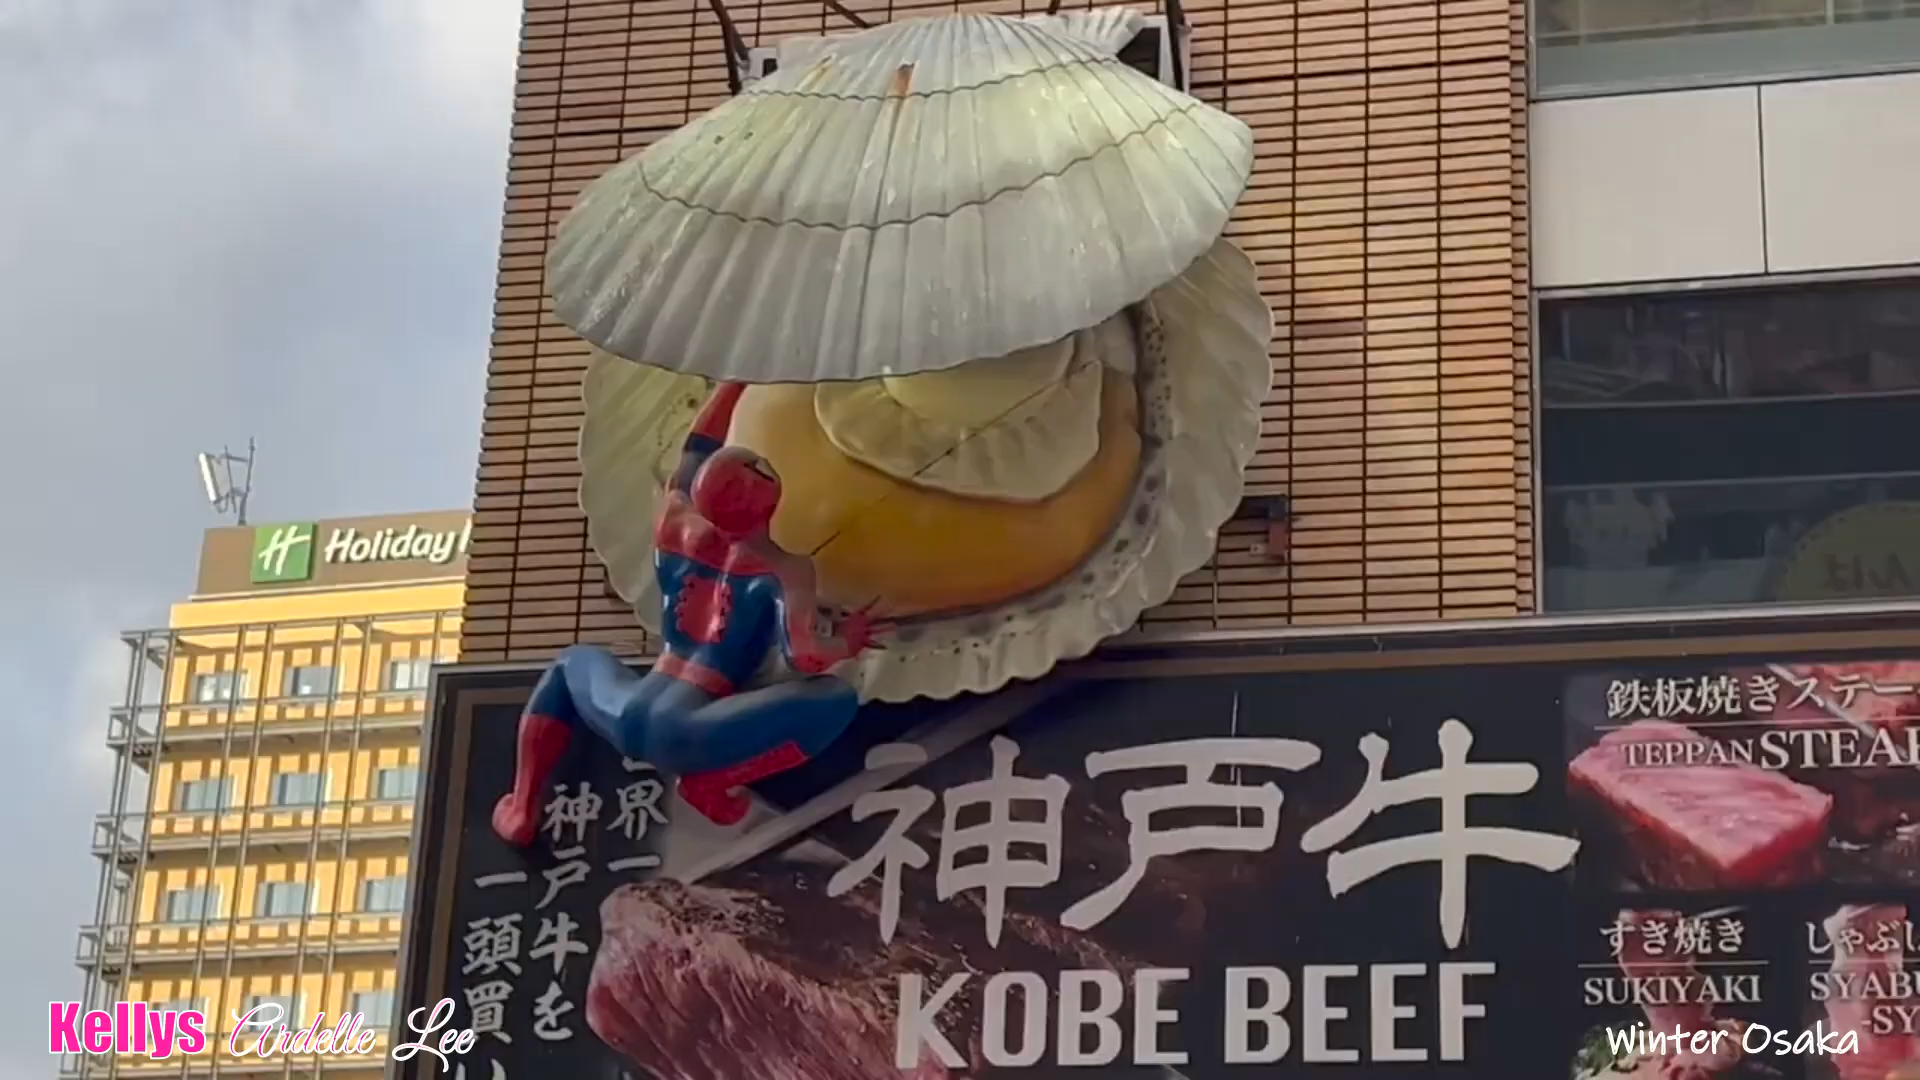 Holiday I
鉄板焼きステー
TEPPAN STEAK
界一
神戸牛を
一頭買い
神戸牛
KOBE BEEF
すき焼き
SUKIYAKI
しゃぶし
SYABU
-SY
Kellys Ardelle Lee
Winter Osaka